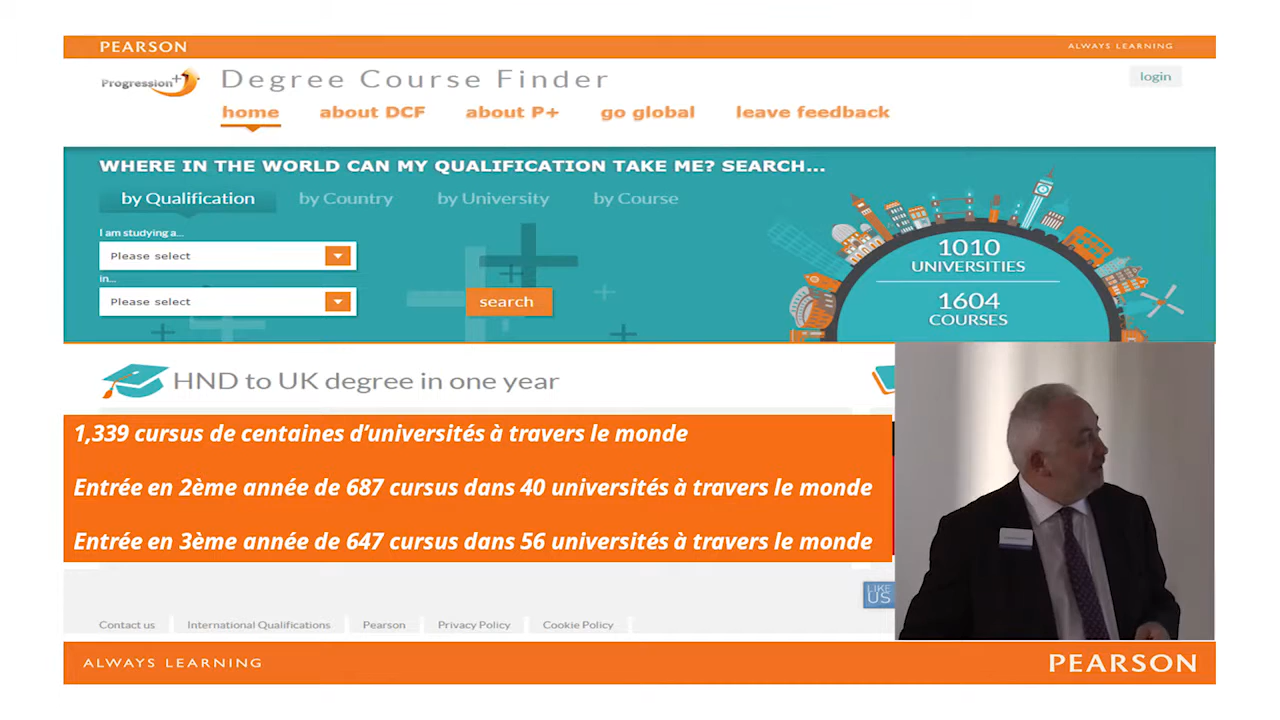 PEARSON
ALWAYS LEARNING
Progression+
Degree Course Finder
login
home
about DCF
about P+
go global
leave feedback
WHERE IN THE WORLD CAN MY QUALIFICATION TAKE ME? SEARCH...
by Qualification
by Country
by University
by Course
I am studying a...
Please select
in...
Please select
search
1010
UNIVERSITIES
1604
COURSES
HND to UK degree in one year
1,339 cursus de centaines d’universités à travers le monde
Entrée en 2ème année de 687 cursus dans 40 universités à travers le monde
Entrée en 3ème année de 647 cursus dans 56 universités à travers le monde
LIKE
US
Contact us
International Qualifications
Pearson
Privacy Policy
Cookie Policy
ALWAYS LEARNING
PEARSON